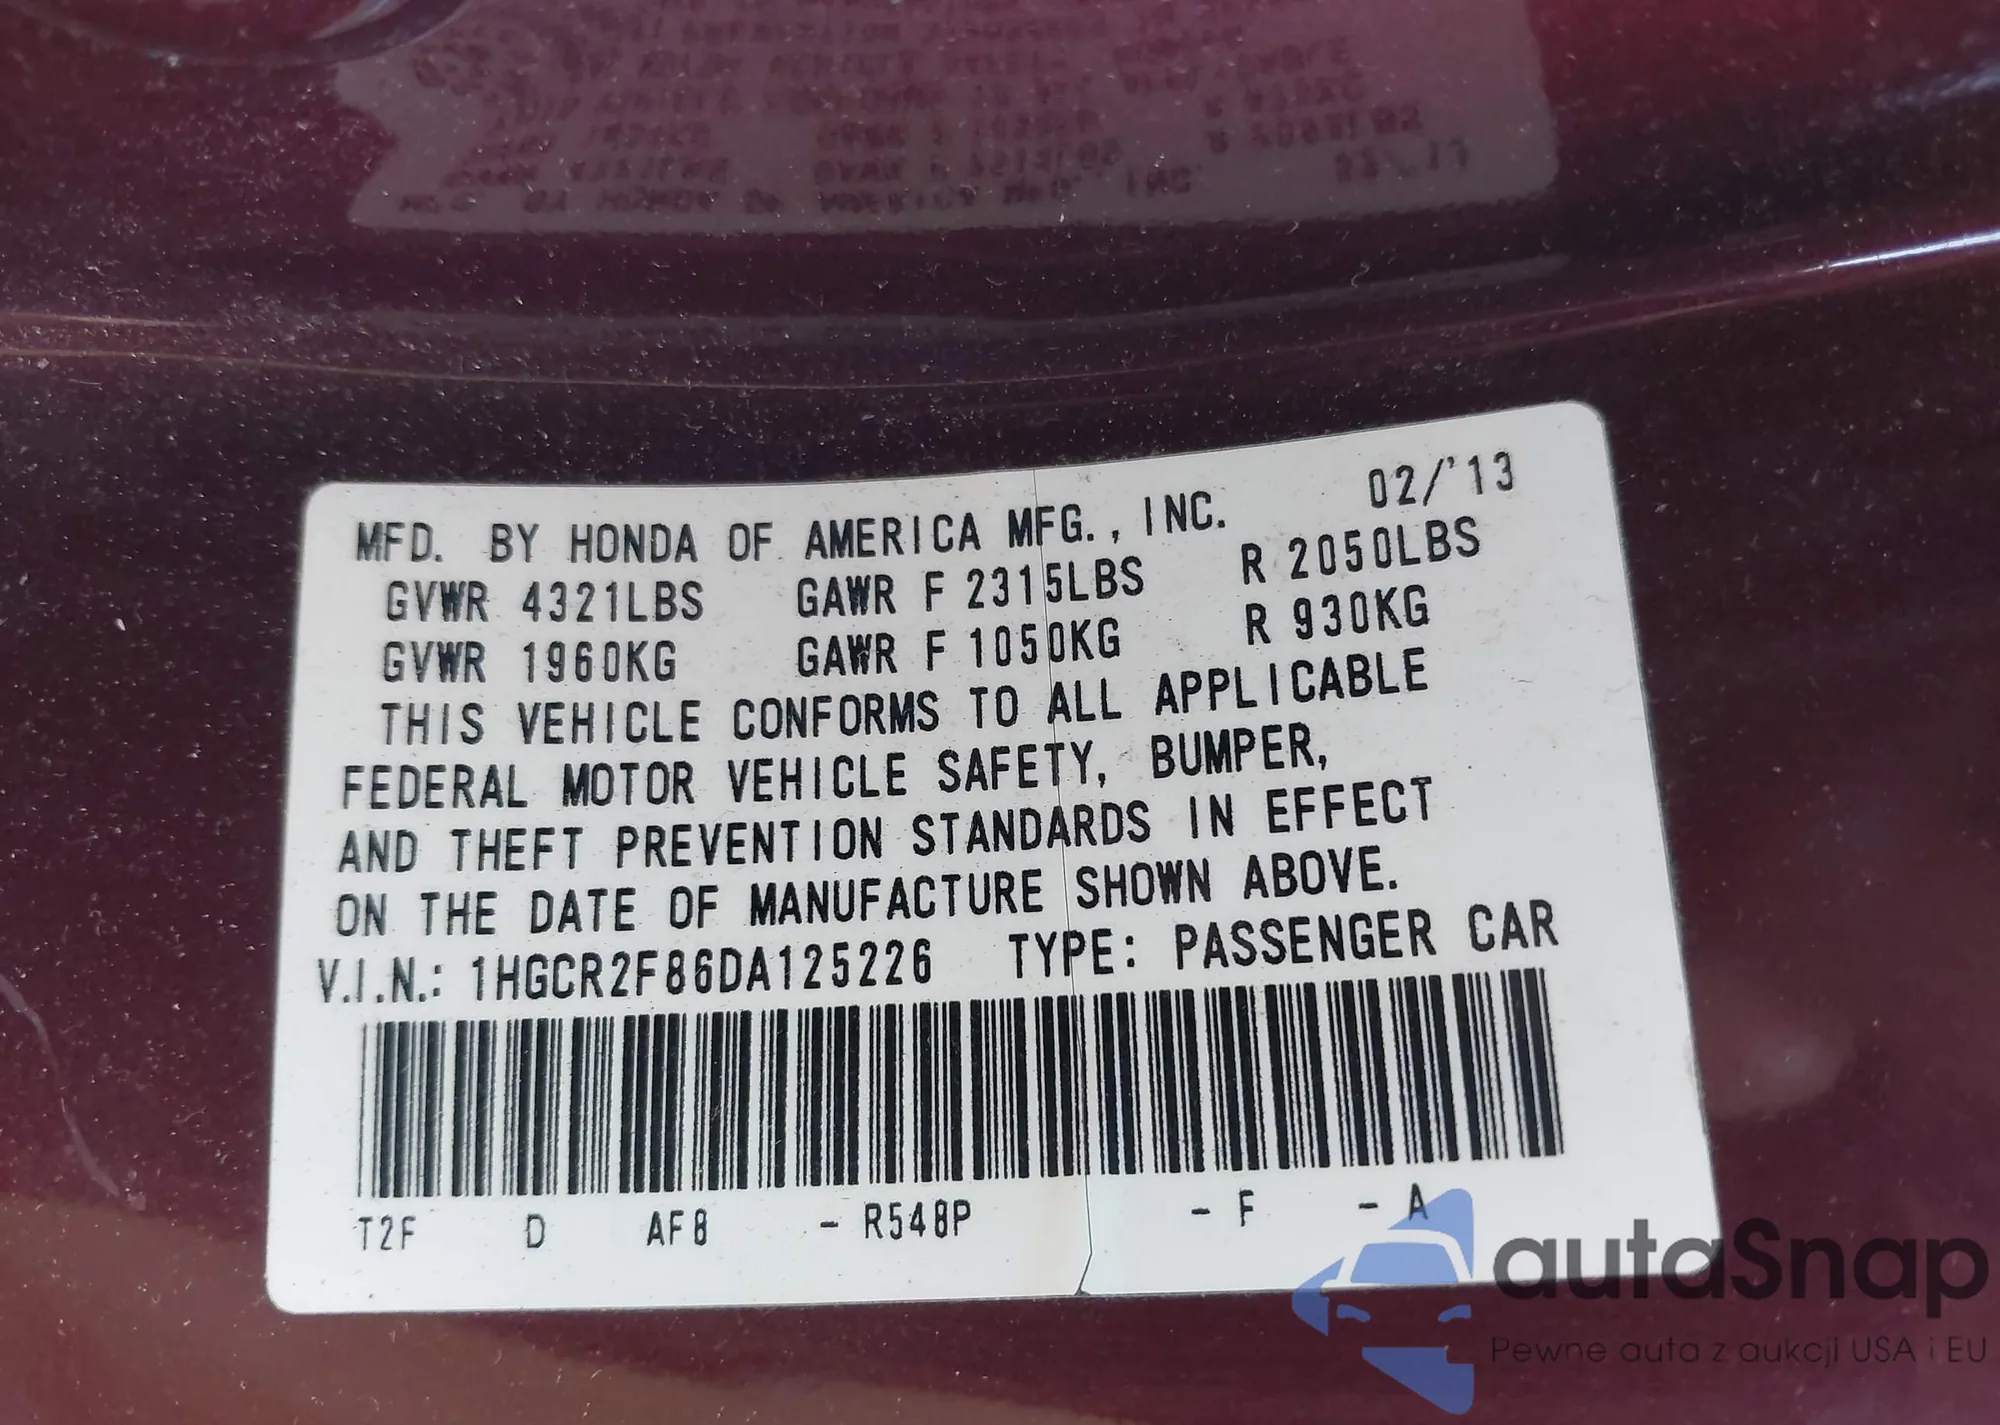 MFD. BY HONDA OF AMERICA MFG., INC. 02/'13
GVWR 4321LBS GAWR F 2315LBS R 2050LBS
GVWR 1960KG GAWR F 1050KG R 930KG
THIS VEHICLE CONFORMS TO ALL APPLICABLE
FEDERAL MOTOR VEHICLE SAFETY, BUMPER,
AND THEFT PREVENTION STANDARDS IN EFFECT
ON THE DATE OF MANUFACTURE SHOWN ABOVE.
V.I.N.: 1HGCR2F86DA125226 TYPE: PASSENGER CAR
T2F D AF8 - R548P - F - A
autaSnap
Pewne auta z aukcji USA i EU